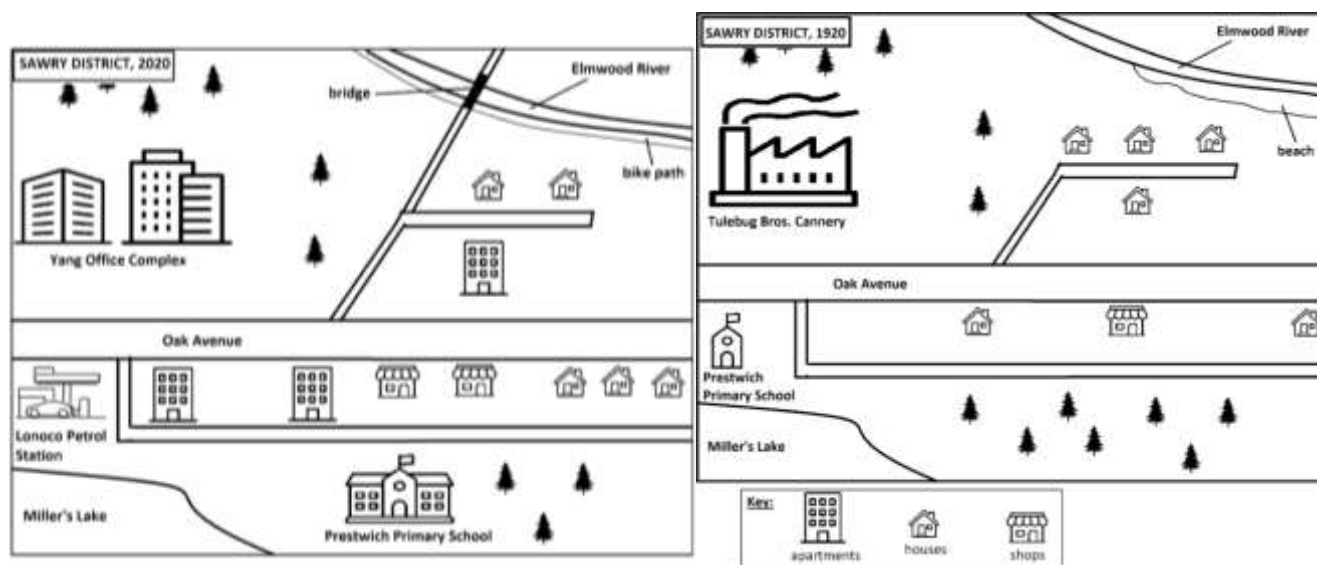 SAWRY DISTRICT, 2020
Elmwood River
bridge
bike path
Yang Office Complex
Oak Avenue
Lonoco Petrol
Station
Miller's Lake
Prestwich Primary School
SAWRY DISTRICT, 1920
Elmwood River
beach
Tulebug Bros. Cannery
Oak Avenue
Prestwich
Primary School
Miller's Lake
Key:
apartments
houses
shops